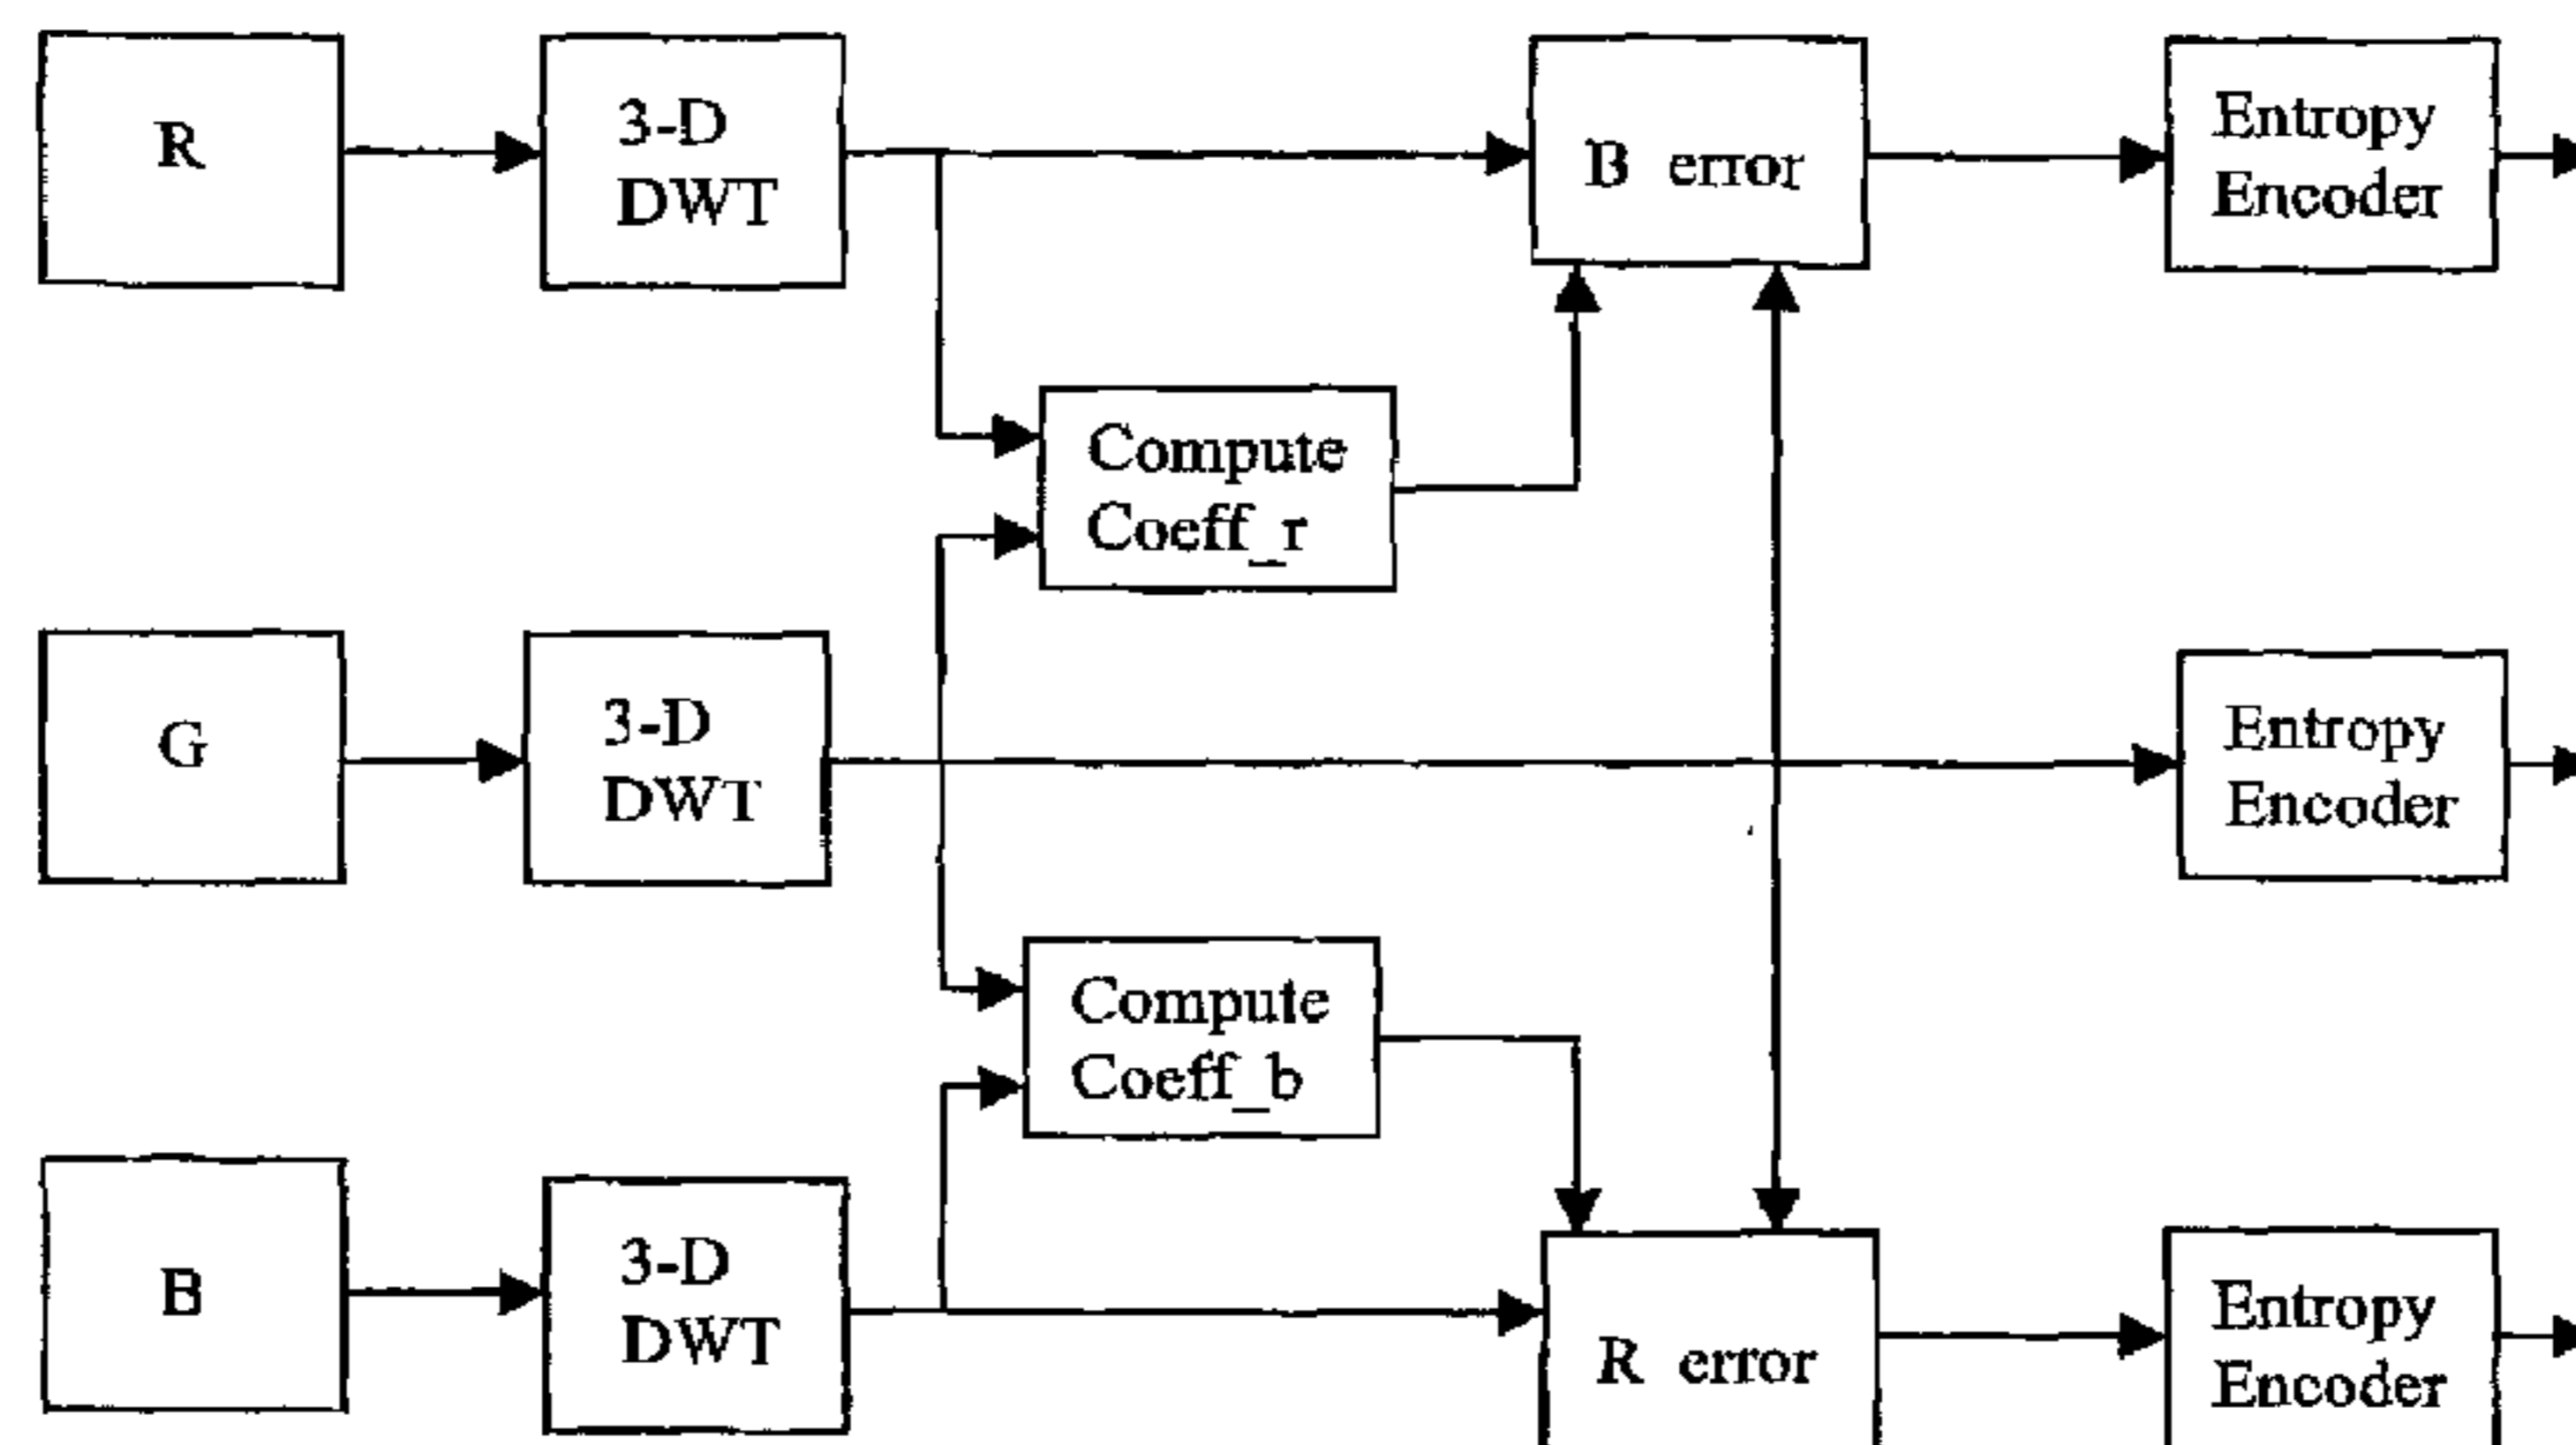 R
3-D
DWT
B error
Entropy
Encoder
Compute
Coeff_r
G
3-D
DWT
Entropy
Encoder
Compute
Coeff_b
B
3-D
DWT
R error
Entropy
Encoder